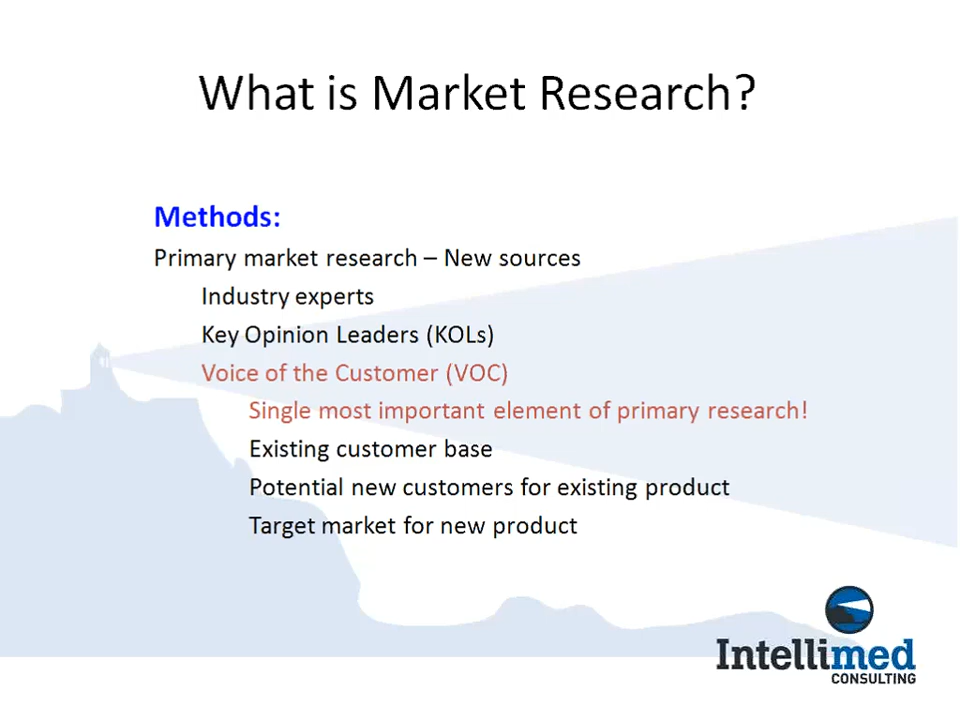 What is Market Research?
Methods:
Primary market research – New sources
Industry experts
Key Opinion Leaders (KOLs)
Voice of the Customer (VOC)
Single most important element of primary research!
Existing customer base
Potential new customers for existing product
Target market for new product
Intellimed
CONSULTING